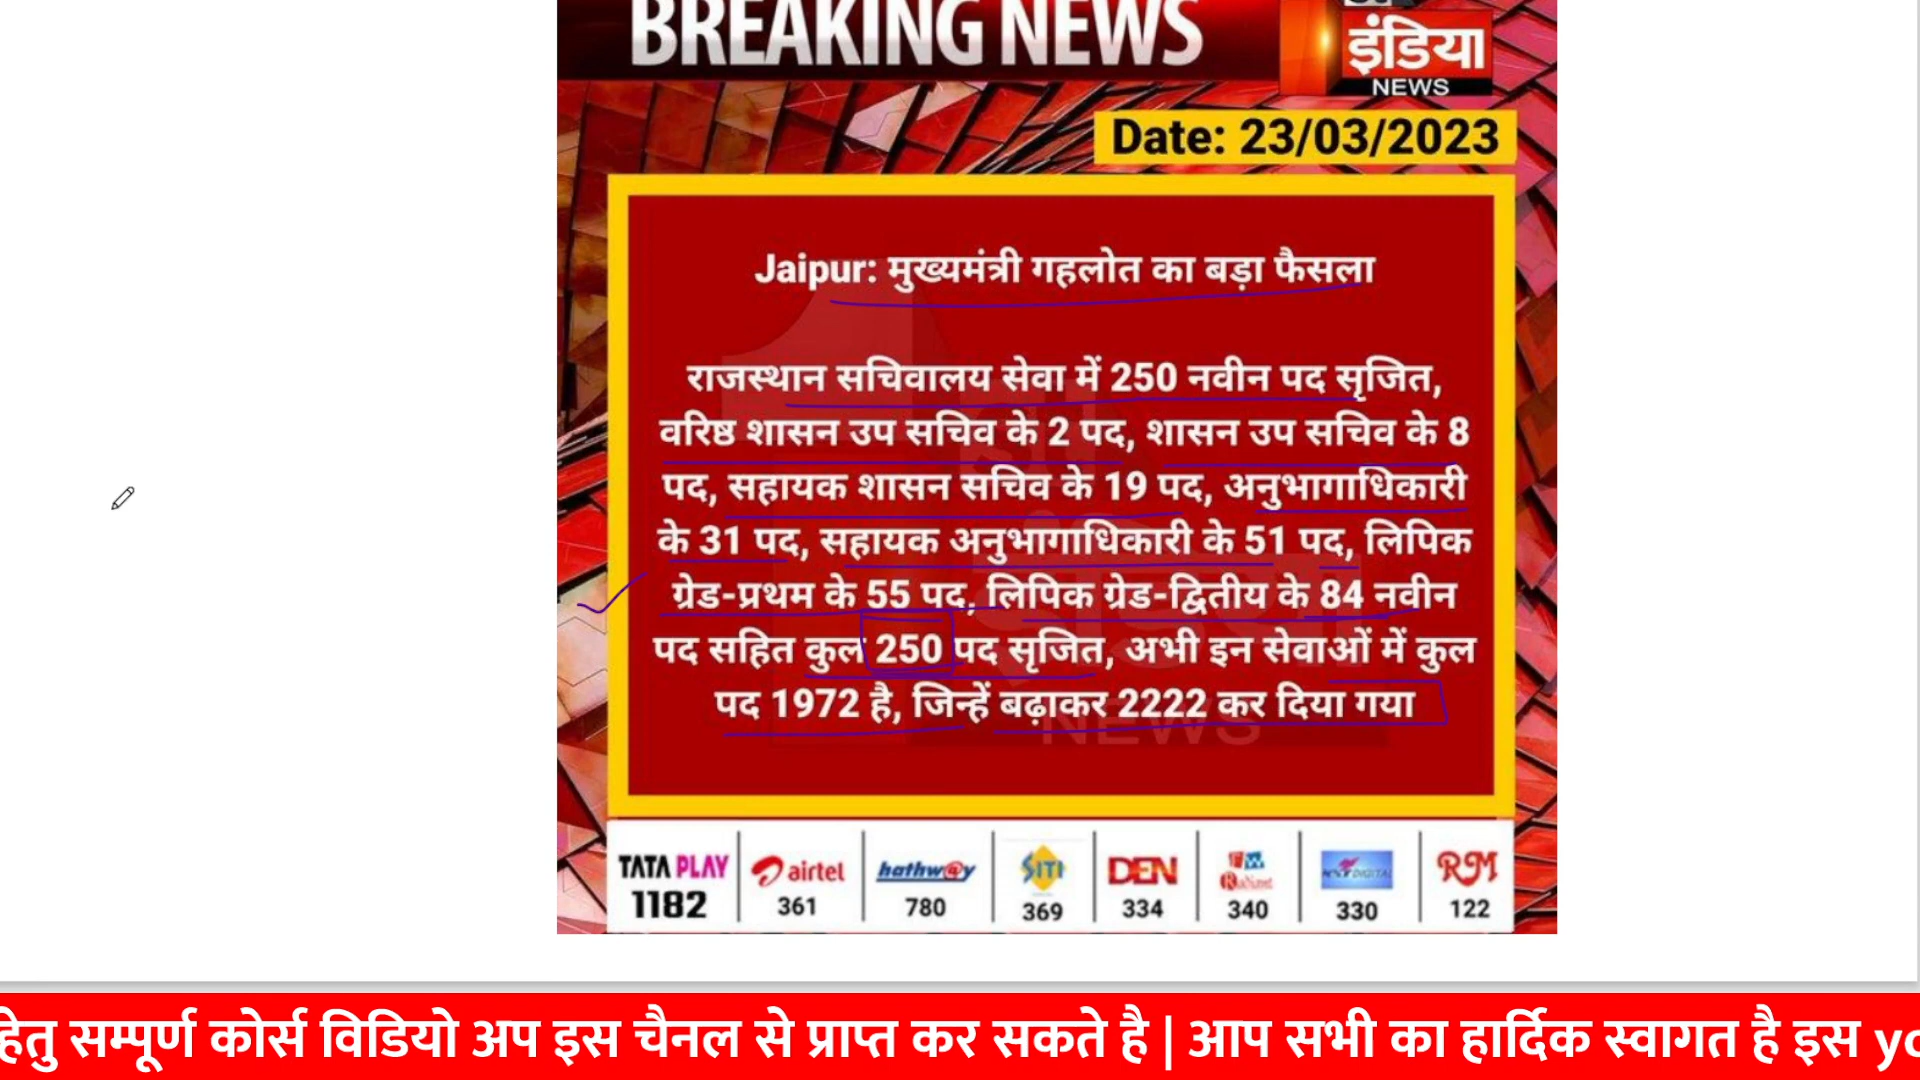 BREAKING NEWS
इंडिया
NEWS
Date: 23/03/2023
Jaipur: मुख्यमंत्री गहलोत का बड़ा फैसला
राजस्थान सचिवालय सेवा में 250 नवीन पद सृजित,
वरिष्ठ शासन उप सचिव के 2 पद, शासन उप सचिव के 8
पद, सहायक शासन सचिव के 19 पद, अनुभागाधिकारी
के 31 पद, सहायक अनुभागाधिकारी के 51 पद, लिपिक
ग्रेड-प्रथम के 55 पद, लिपिक ग्रेड-द्वितीय के 84 नवीन
पद सहित कुल 250 पद सृजित, अभी इन सेवाओं में कुल
पद 1972 है, जिन्हें बढ़ाकर 2222 कर दिया गया
NEWS
TATA PLAY airtel hathway SITI DEN RM
1182 361 780 369 334 340 330 122
हेतु सम्पूर्ण कोर्स विडियो अप इस चैनल से प्राप्त कर सकते है | आप सभी का हार्दिक स्वागत है इस yo